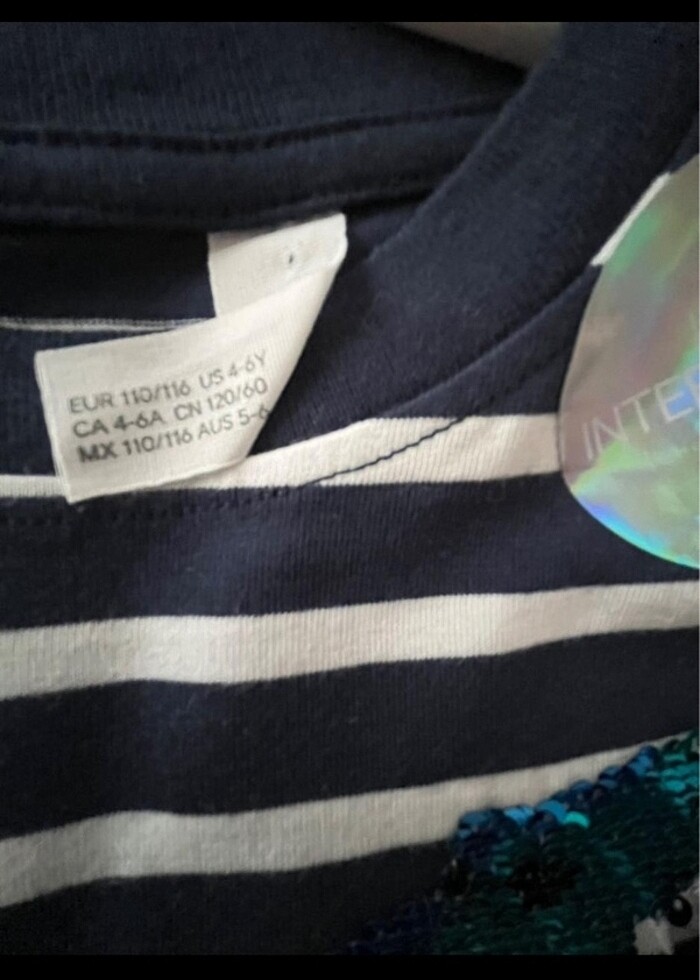 EUR 110/116 US 4-6Y
CA 4-6A CN 120/60
MX 110/116 AUS 5-6
INTE